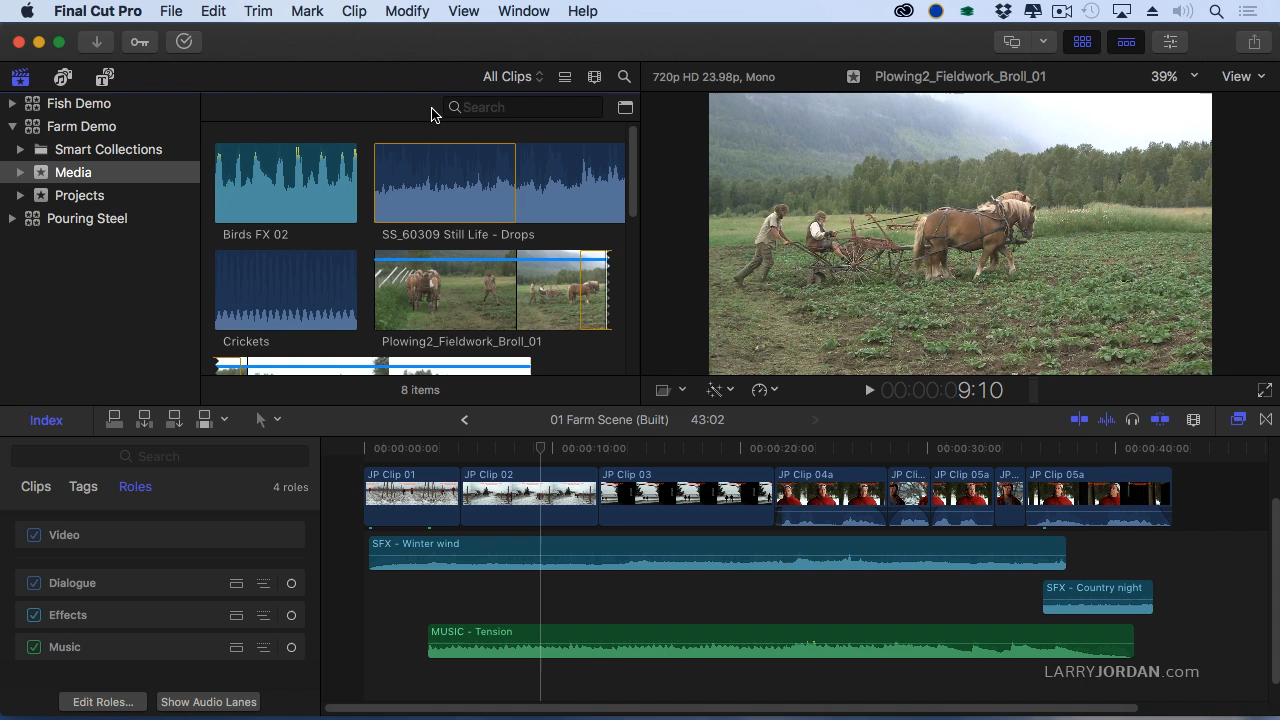 Final Cut Pro File Edit Trim Mark Clip Modify View Window Help
All Clips
720p HD 23.98p, Mono
Plowing2_Fieldwork_Broll_01
39%
View
Fish Demo
Farm Demo
Smart Collections
Media
Projects
Pouring Steel
Search
Birds FX 02
SS_60309 Still Life - Drops
Crickets
Plowing2_Fieldwork_Broll_01
8 items
00:00:09:10
Index
01 Farm Scene (Built)
43:02
Search
Clips Tags Roles
4 roles
Video
Dialogue
Effects
Music
Edit Roles...
Show Audio Lanes
00:00:00:00 00:00:10:00 00:00:20:00 00:00:30:00 00:00:40:00
JP Clip 01 JP Clip 02 JP Clip 03 JP Clip 04a JP Cli... JP Clip 05a JP... JP Clip 05a
SFX - Winter wind
SFX - Country night
MUSIC - Tension
LARRYJORDAN.com